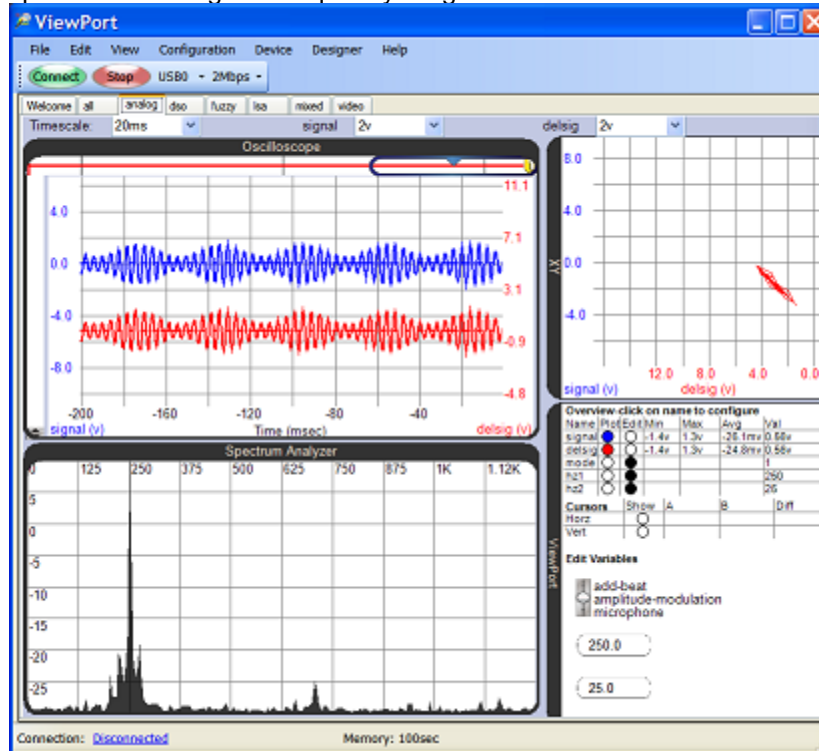 ViewPort
File Edit View Configuration Device Designer Help
Connect Stop USB0 2Mbps
Welcome all analog dso fuzzy lsa mixed video
Timescale: 20ms signal 2v delsig 2v
Oscilloscope
11.1
4.0
7.1
0.0
3.1
-4.0
-0.9
-8.0
-4.8
-200 -160 -120 -80 -40
signal (v) Time (msec) delsig (v)
8.0
4.0
XY
0.0
-4.0
12.0 8.0 4.0 0.0
signal (v) delsig (v)
Spectrum Analyzer
125 250 375 500 625 750 875 1K 1.12K
5
0
-5
-10
-15
-20
-25
ViewPort
Overview-click on name to configure
Name Plot Edit Min Max Avg Val
signal -1.4v 1.3v -26.1mv 0.56v
delsig -1.4v 1.3v -24.8mv 0.56v
mode 1
hz1 250
hz2 25
Cursors Show A B Diff
Horz
Vert
Edit Variables
add-beat
amplitude-modulation
microphone
250.0
25.0
Connection: Disconnected Memory: 100sec